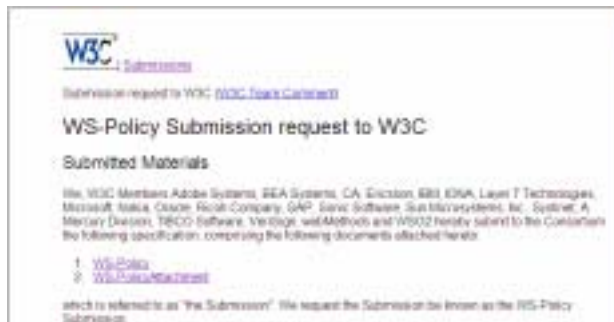 W3C | Submissions
Submission request to W3C (W3C Team Comment)
WS-Policy Submission request to W3C
Submitted Materials
We, W3C Members Adobe Systems, BEA Systems, CA, Ericsson, IBM, IONA, Layer 7 Technologies,
Microsoft, Nokia, Oracle, Ricoh Company, SAP, Sonic Software, Sun Microsystems, Inc., Systinet, A
Mercury Division, TIBCO Software, VeriSign, webMethods and WSO2 hereby submit to the Consortium
the following specification, comprising the following documents attached hereto:
1. WS-Policy
2. WS-PolicyAttachment
which is referred to as "the Submission". We request the Submission be known as the WS-Policy
Submission.